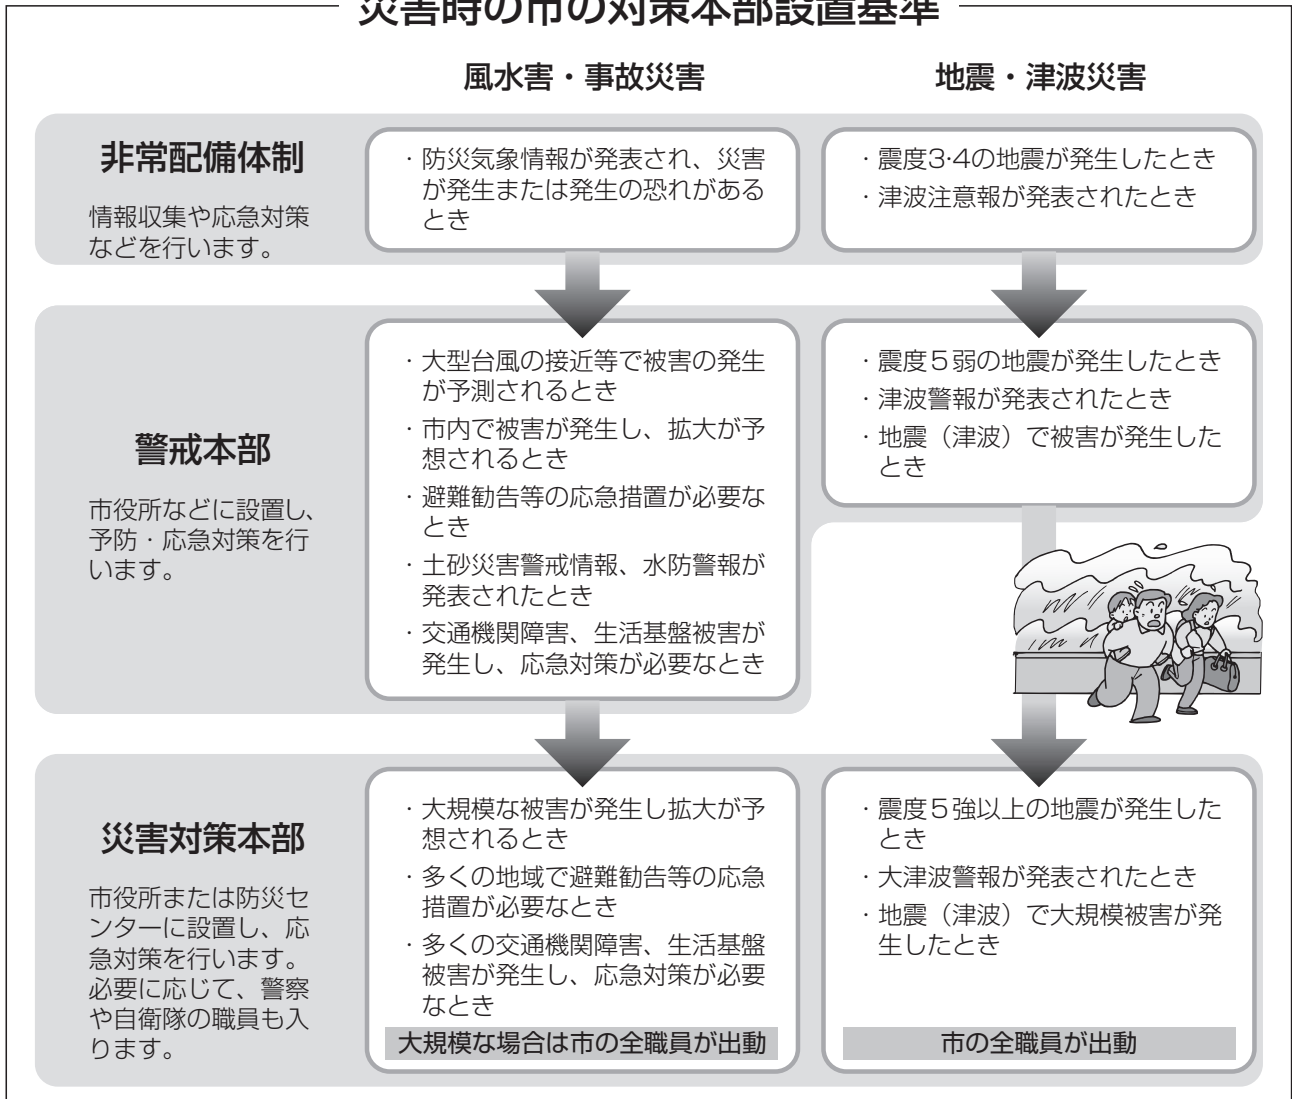 災害時の市の対策本部設置基準
風水害・事故災害
地震・津波災害
非常配備体制
情報収集や応急対策
などを行います。
・防災気象情報が発表され、災害
が発生または発生の恐れがある
とき
・震度3・4の地震が発生したとき
・津波注意報が発表されたとき
警戒本部
市役所などに設置し、
予防・応急対策を行
います。
・大型台風の接近等で被害の発生
が予測されるとき
・市内で被害が発生し、拡大が予
想されるとき
・避難勧告等の応急措置が必要な
とき
・土砂災害警戒情報、水防警報が
発表されたとき
・交通機関障害、生活基盤被害が
発生し、応急対策が必要なとき
・震度５弱の地震が発生したとき
・津波警報が発表されたとき
・地震（津波）で被害が発生した
とき
災害対策本部
市役所または防災セ
ンターに設置し、応
急対策を行います。
必要に応じて、警察
や自衛隊の職員も入
ります。
・大規模な被害が発生し拡大が予
想されるとき
・多くの地域で避難勧告等の応急
措置が必要なとき
・多くの交通機関障害、生活基盤
被害が発生し、応急対策が必要
なとき
大規模な場合は市の全職員が出動
・震度５強以上の地震が発生した
とき
・大津波警報が発表されたとき
・地震（津波）で大規模被害が発
生したとき
市の全職員が出動